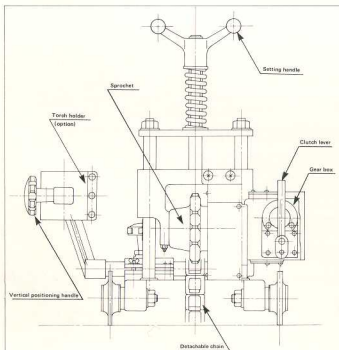 Setting handle
Sprocket
Torch holder
(option)
Clutch lever
Gear box
Vertical positioning handle
Detachable chain